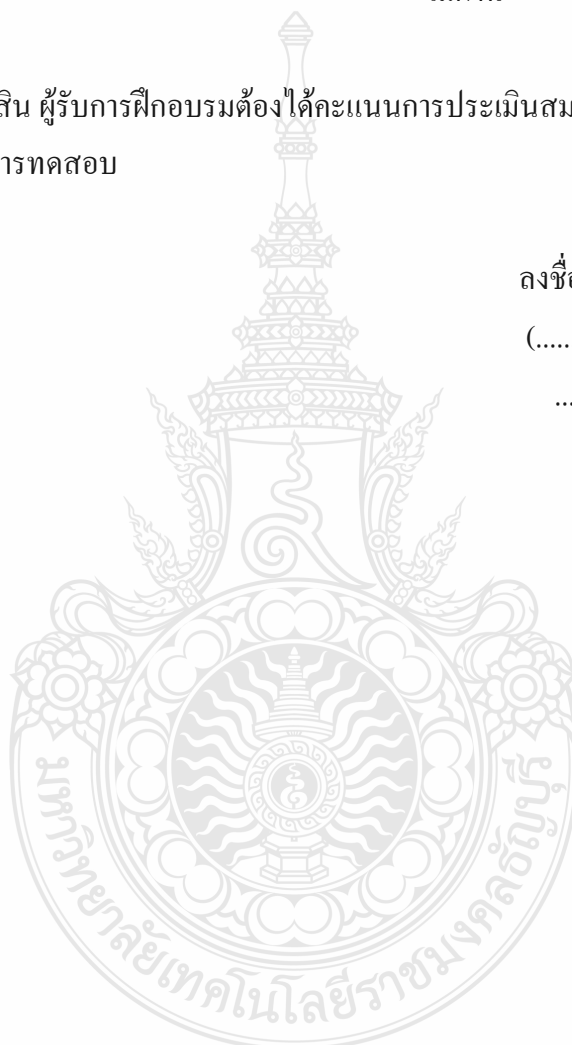 สิน ผู้รับการฝึกอบรมต้องได้คะแนนการประเมินสม
ารทดสอบ
ลงชื่อ
(.....
...
มหาวิทยาลัยเทคโนโลยีราชมงคลธัญบุรี